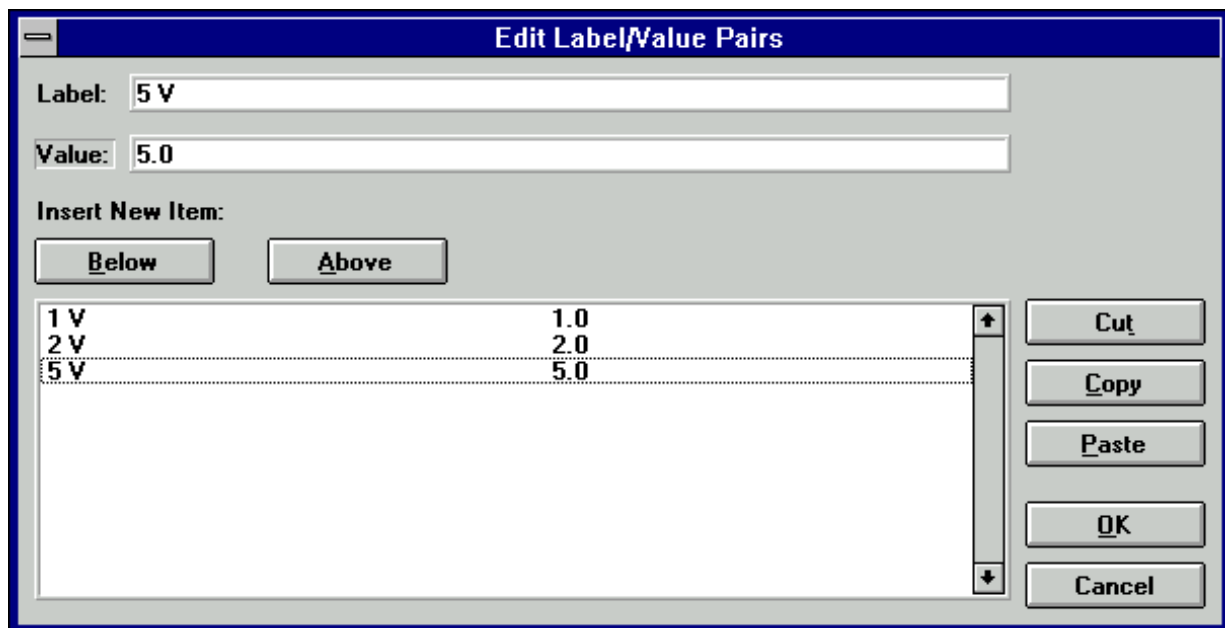 Edit Label/Value Pairs
Label: 5 V
Value: 5.0
Insert New Item:
Below Above
1 V 1.0
2 V 2.0
5 V 5.0
Cut
Copy
Paste
OK
Cancel